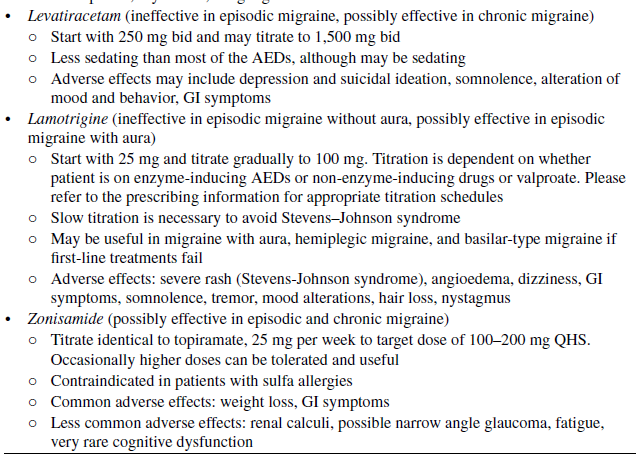 • Levatiracetam (ineffective in episodic migraine, possibly effective in chronic migraine)
○ Start with 250 mg bid and may titrate to 1,500 mg bid
○ Less sedating than most of the AEDs, although may be sedating
○ Adverse effects may include depression and suicidal ideation, somnolence, alteration of
mood and behavior, GI symptoms
• Lamotrigine (ineffective in episodic migraine without aura, possibly effective in episodic
migraine with aura)
○ Start with 25 mg and titrate gradually to 100 mg. Titration is dependent on whether
patient is on enzyme-inducing AEDs or non-enzyme-inducing drugs or valproate. Please
refer to the prescribing information for appropriate titration schedules
○ Slow titration is necessary to avoid Stevens–Johnson syndrome
○ May be useful in migraine with aura, hemiplegic migraine, and basilar-type migraine if
first-line treatments fail
○ Adverse effects: severe rash (Stevens-Johnson syndrome), angioedema, dizziness, GI
symptoms, somnolence, tremor, mood alterations, hair loss, nystagmus
• Zonisamide (possibly effective in episodic and chronic migraine)
○ Titrate identical to topiramate, 25 mg per week to target dose of 100–200 mg QHS.
Occasionally higher doses can be tolerated and useful
○ Contraindicated in patients with sulfa allergies
○ Common adverse effects: weight loss, GI symptoms
○ Less common adverse effects: renal calculi, possible narrow angle glaucoma, fatigue,
very rare cognitive dysfunction